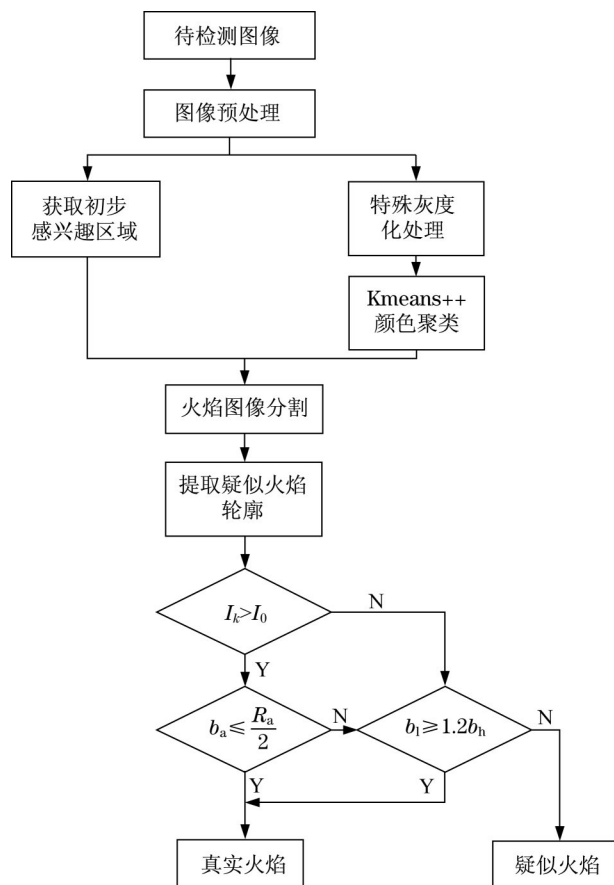 待检测图像
图像预处理
获取初步
感兴趣区域
特殊灰度
化处理
Kmeans++
颜色聚类
火焰图像分割
提取疑似火焰
轮廓
Iₖ>I₀
N
Y
bₐ≤Rₐ/2
N
bₗ≥1.2bₕ
N
Y
Y
真实火焰
疑似火焰